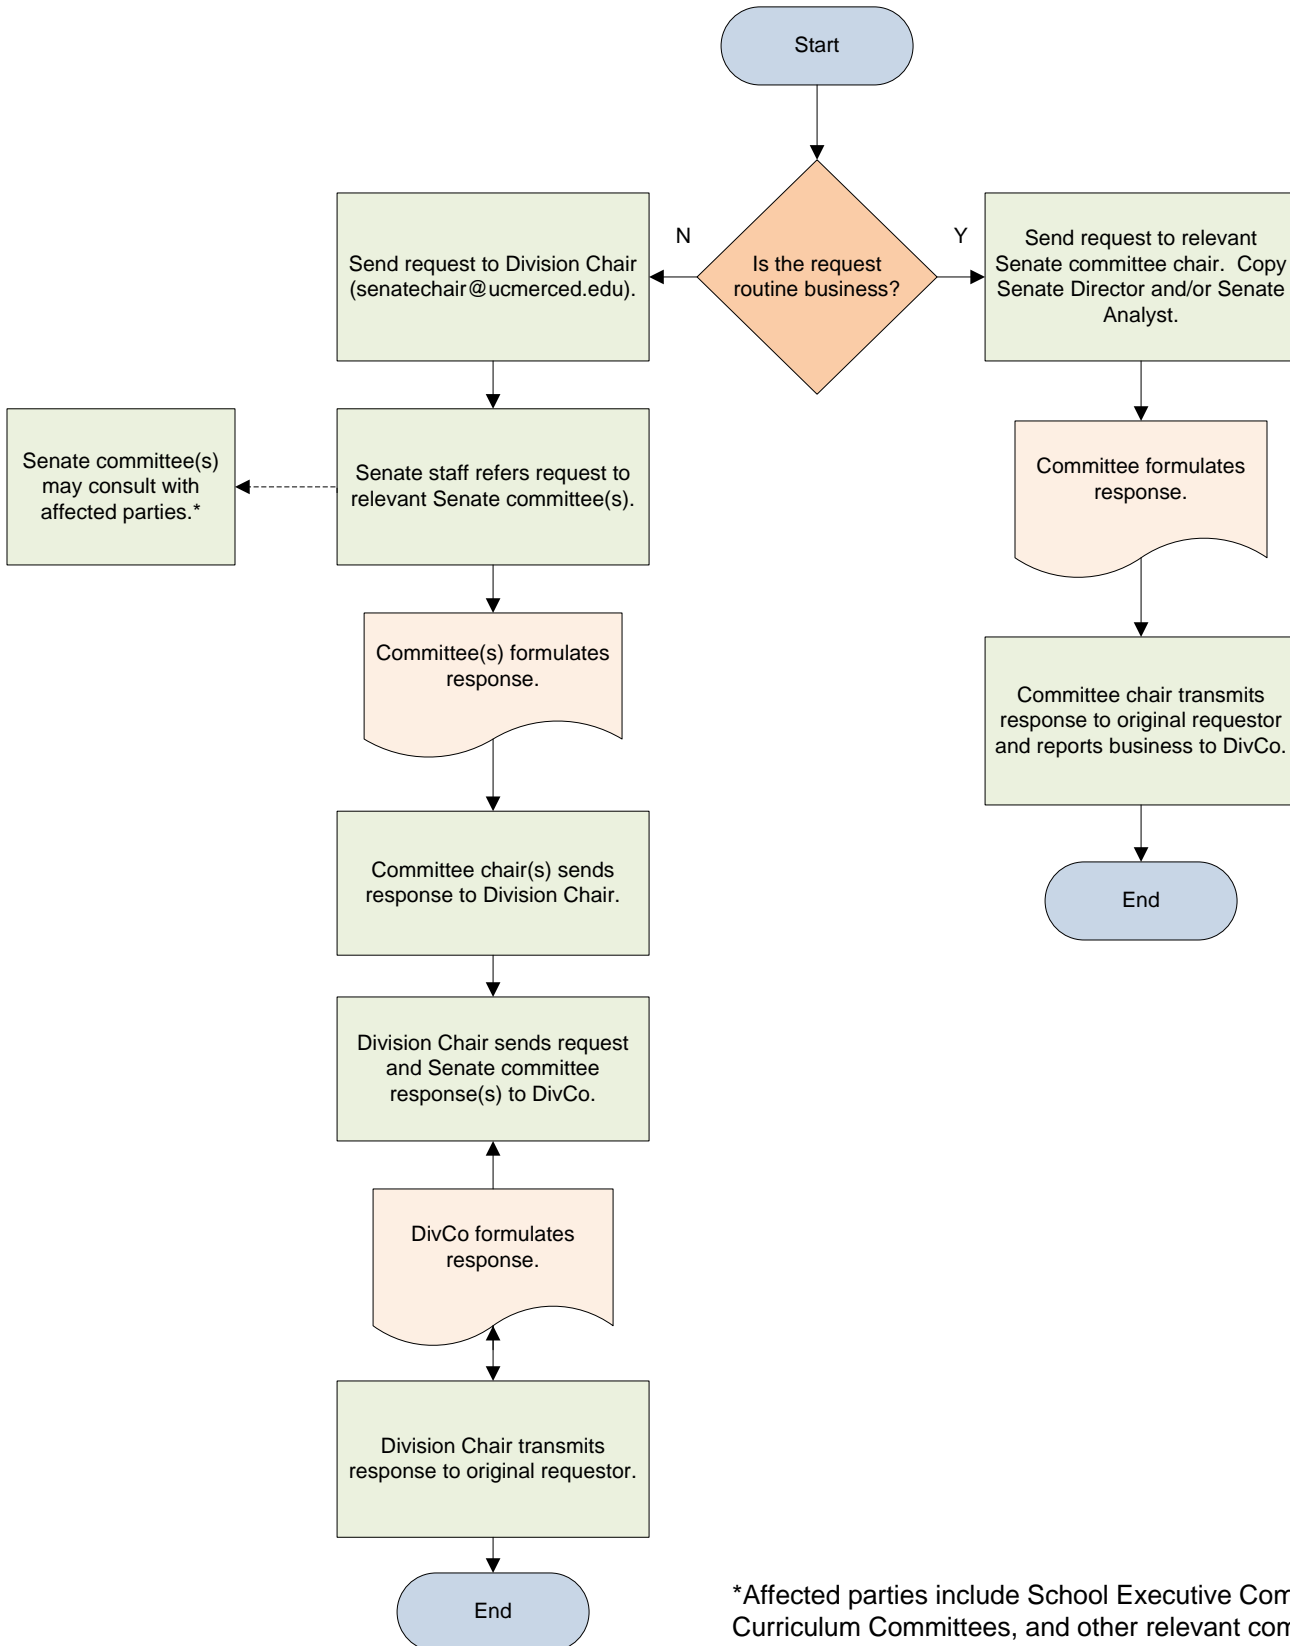 Start
Is the request
routine business?
N
Y
Send request to Division Chair
(senatechair@ucmerced.edu).
Send request to relevant
Senate committee chair.  Copy
Senate Director and/or Senate
Analyst.
Senate committee(s)
may consult with
affected parties.*
Senate staff refers request to
relevant Senate committee(s).
Committee formulates
response.
Committee(s) formulates
response.
Committee chair transmits
response to original requestor
and reports business to DivCo.
Committee chair(s) sends
response to Division Chair.
End
Division Chair sends request
and Senate committee
response(s) to DivCo.
DivCo formulates
response.
Division Chair transmits
response to original requestor.
End
*Affected parties include School Executive Com
Curriculum Committees, and other relevant com